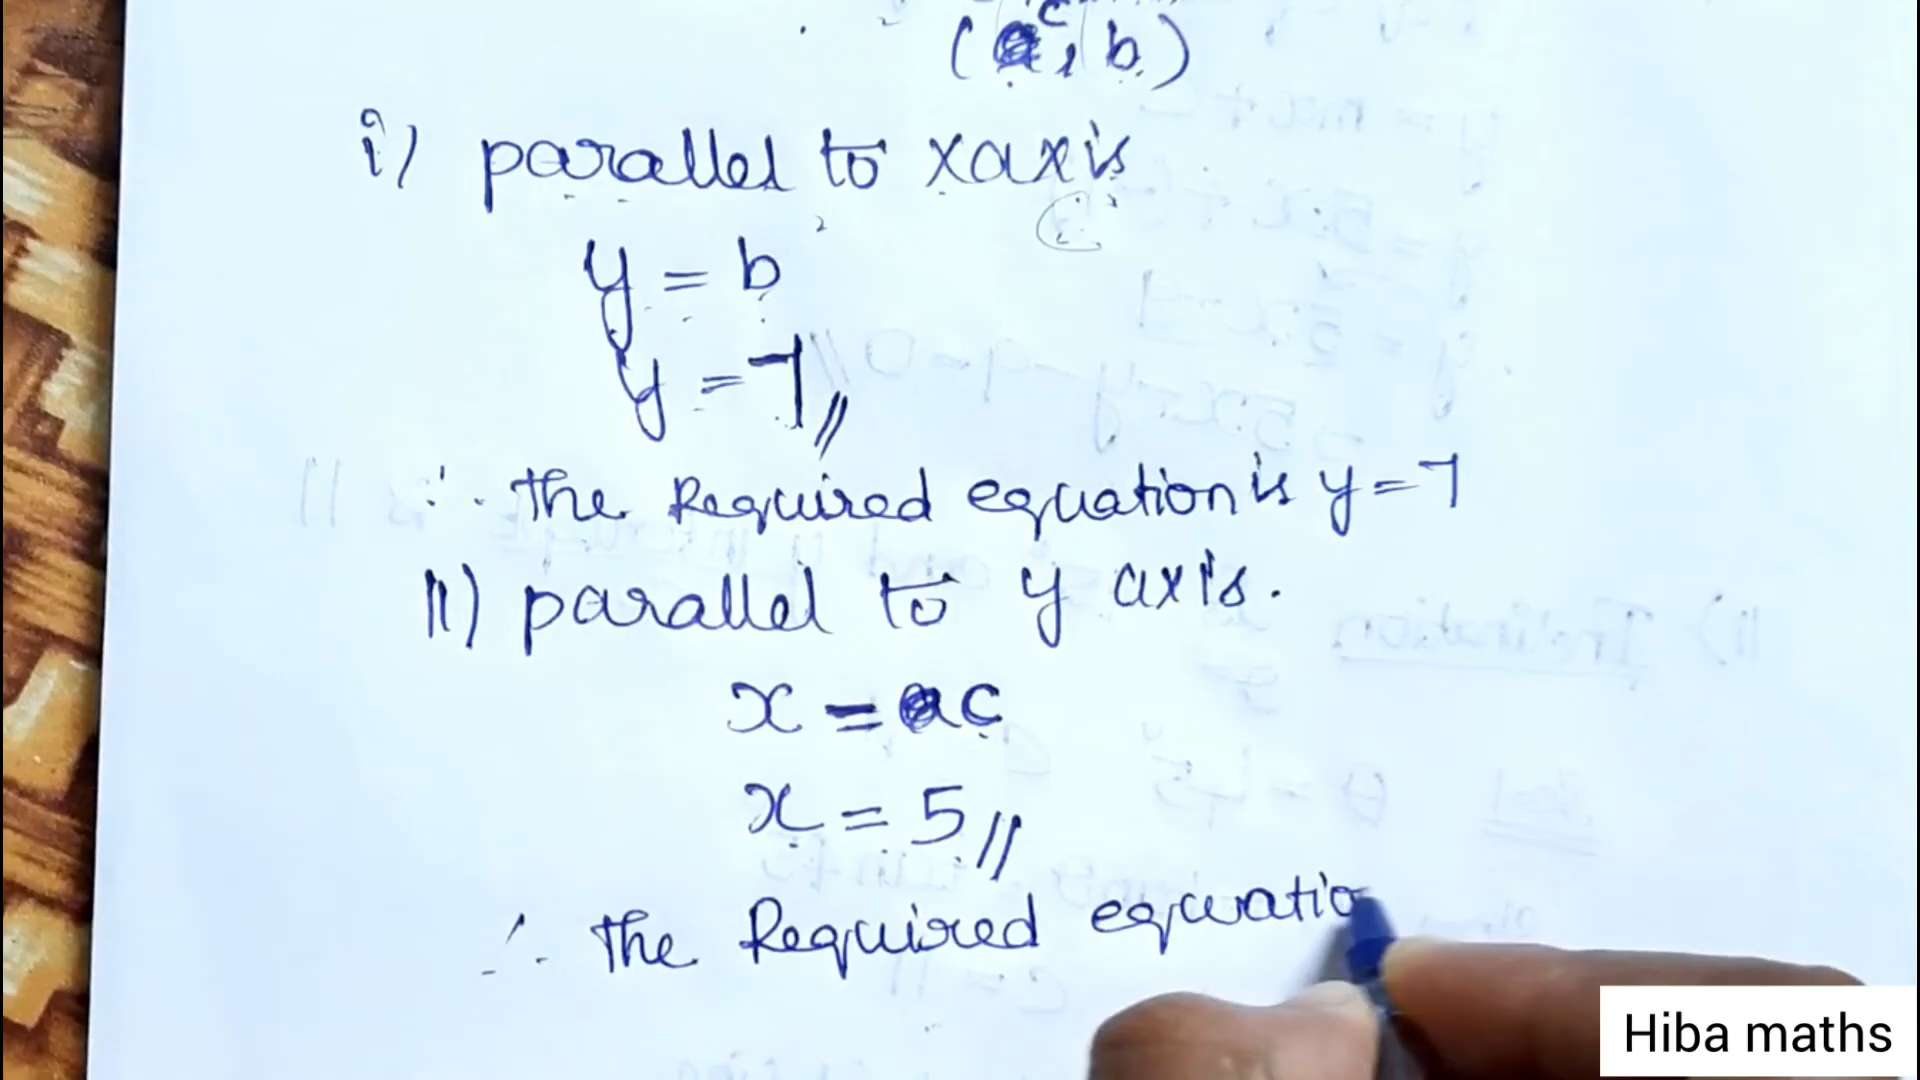 (c, b)
i) parallel to x axis
y = b
y = 7 //
∴ the Required equation is y = 7
II) parallel to y axis.
x = c
x = 5 //
∴ the Required equatio
Hiba maths